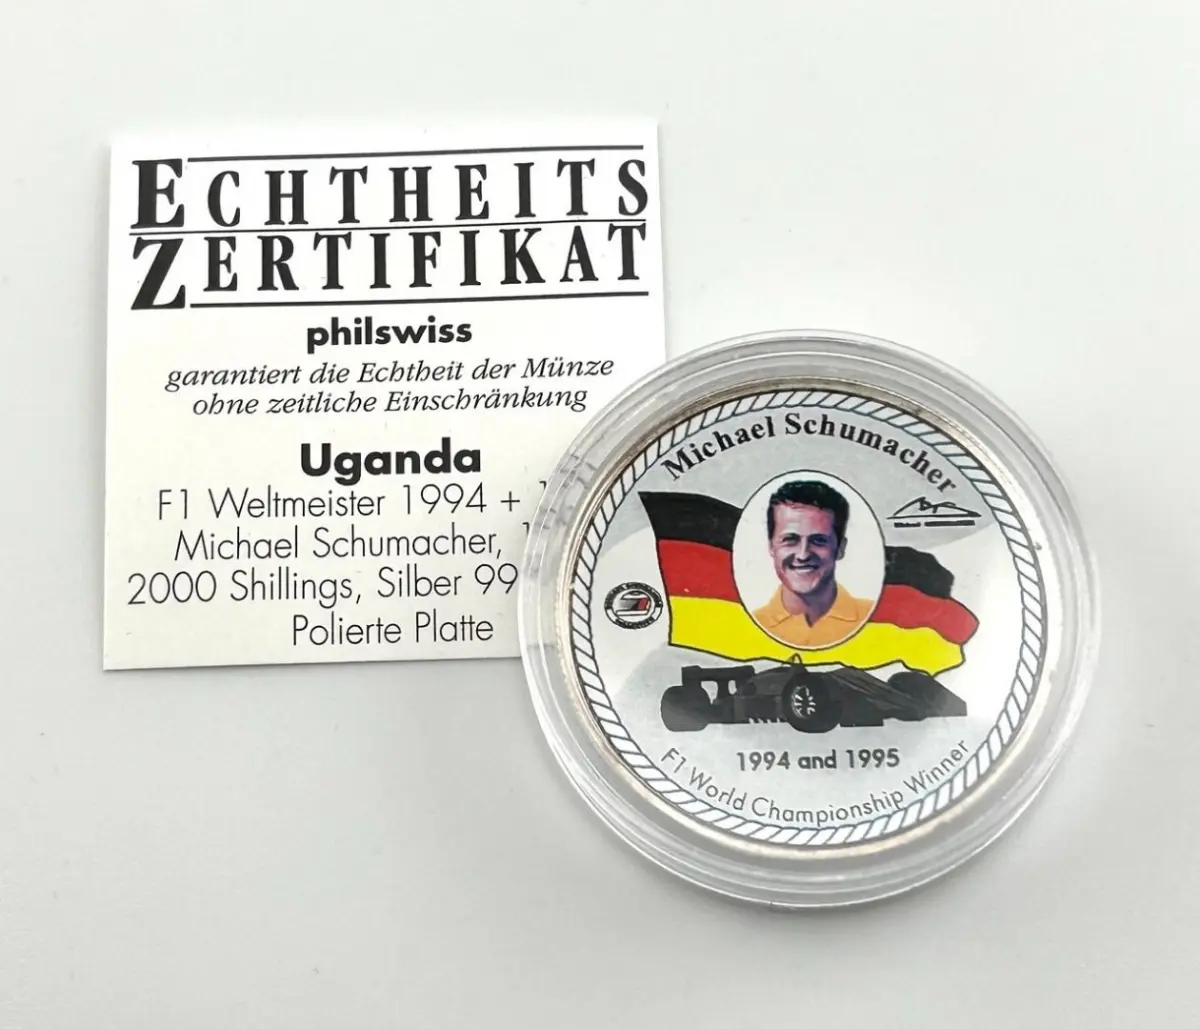 ECHTHEITS
ZERTIFIKAT
philswiss
garantiert die Echtheit der Münze
ohne zeitliche Einschränkung
Uganda
F1 Weltmeister 1994 +
Michael Schumacher,
2000 Shillings, Silber 99
Polierte Platte
Michael Schumacher
1994 and 1995
F1 World Championship Winner